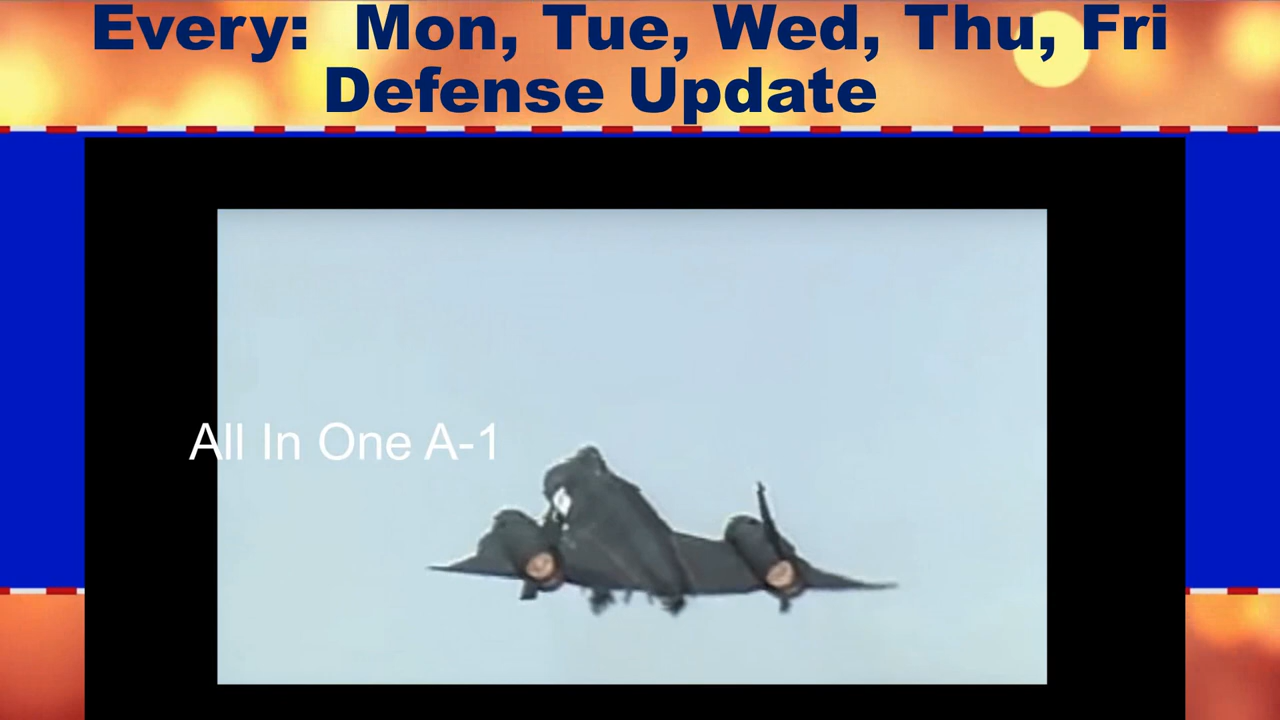 Every:  Mon, Tue, Wed, Thu, Fri
Defense Update
All In One A-1